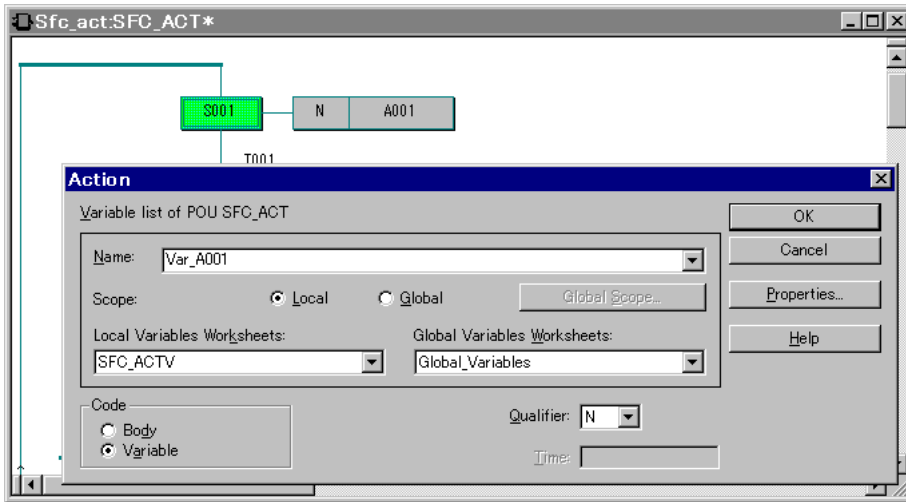 Sfc_act:SFC_ACT*
S001
N
A001
T001
Action
Variable list of POU SFC_ACT
OK
Name:
Var_A001
Cancel
Scope:
Local
Global
Global Scope...
Properties...
Local Variables Worksheets:
Global Variables Worksheets:
Help
SFC_ACTV
Global_Variables
Code
Body
Variable
Qualifier:
N
Time: